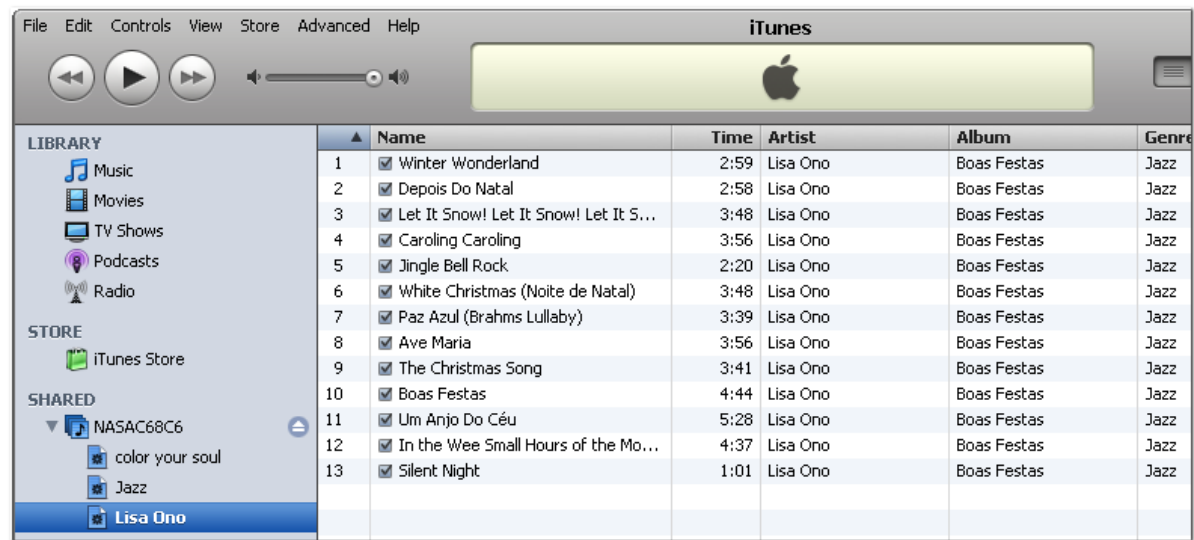 File Edit Controls View Store Advanced Help
iTunes
LIBRARY
Music
Movies
TV Shows
Podcasts
Radio
STORE
iTunes Store
SHARED
NASAC68C6
color your soul
Jazz
Lisa Ono
Name Time Artist Album Genre
1 Winter Wonderland 2:59 Lisa Ono Boas Festas Jazz
2 Depois Do Natal 2:58 Lisa Ono Boas Festas Jazz
3 Let It Snow! Let It Snow! Let It S... 3:48 Lisa Ono Boas Festas Jazz
4 Caroling Caroling 3:56 Lisa Ono Boas Festas Jazz
5 Jingle Bell Rock 2:20 Lisa Ono Boas Festas Jazz
6 White Christmas (Noite de Natal) 3:48 Lisa Ono Boas Festas Jazz
7 Paz Azul (Brahms Lullaby) 3:39 Lisa Ono Boas Festas Jazz
8 Ave Maria 3:56 Lisa Ono Boas Festas Jazz
9 The Christmas Song 3:41 Lisa Ono Boas Festas Jazz
10 Boas Festas 4:44 Lisa Ono Boas Festas Jazz
11 Um Anjo Do Céu 5:28 Lisa Ono Boas Festas Jazz
12 In the Wee Small Hours of the Mo... 4:37 Lisa Ono Boas Festas Jazz
13 Silent Night 1:01 Lisa Ono Boas Festas Jazz